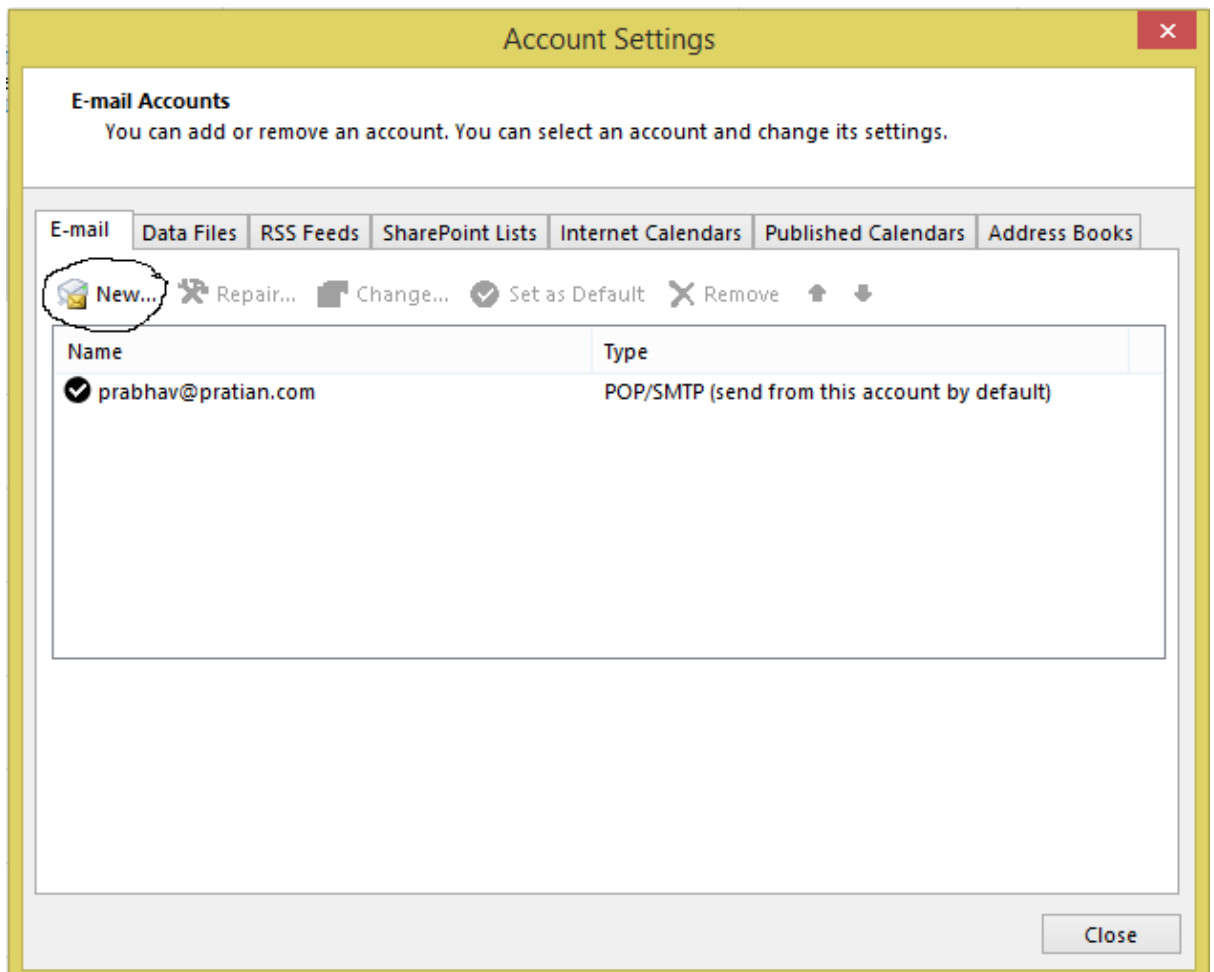 Account Settings
E-mail Accounts
You can add or remove an account. You can select an account and change its settings.
E-mail Data Files RSS Feeds SharePoint Lists Internet Calendars Published Calendars Address Books
New... Repair... Change... Set as Default Remove
Name Type
prabhav@pratian.com POP/SMTP (send from this account by default)
Close